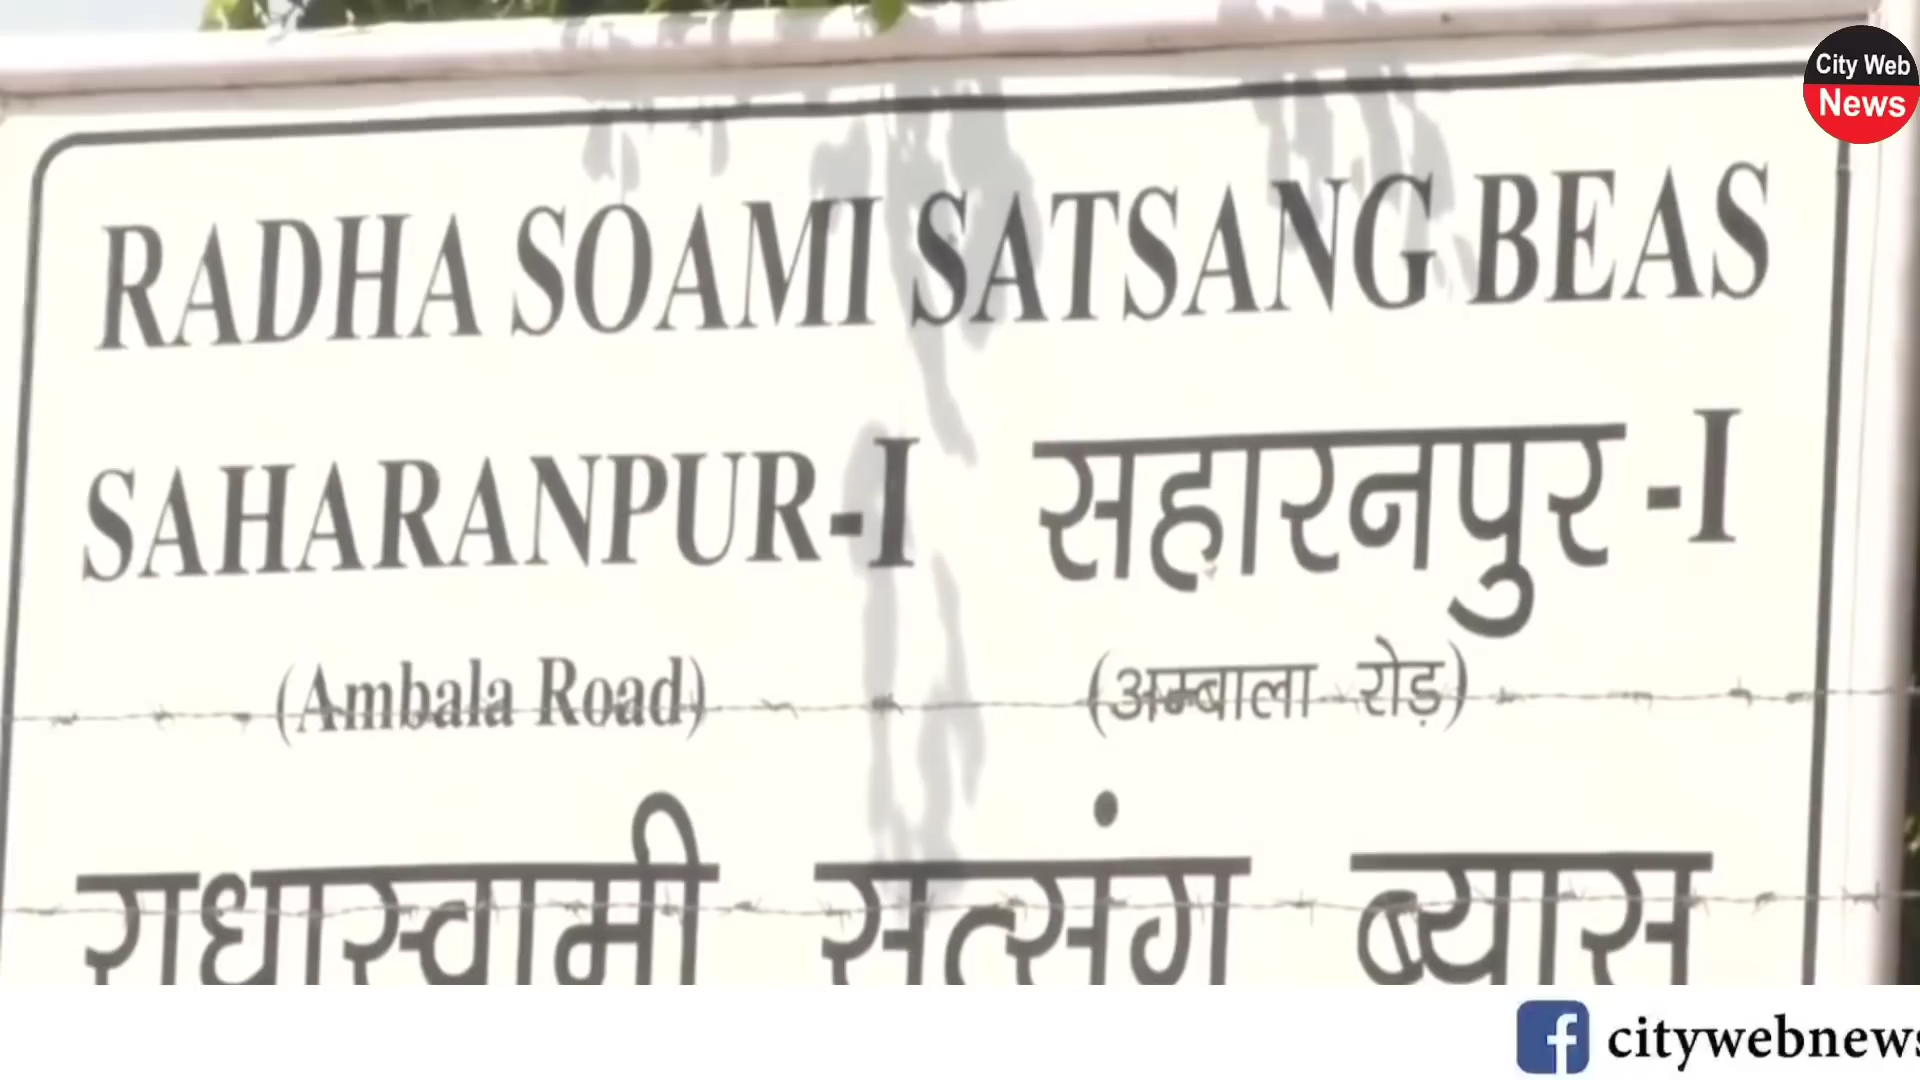 City Web
News
RADHA SOAMI SATSANG BEAS
SAHARANPUR-I सहारनपुर -I
(Ambala Road) (अम्बाला रोड़)
राधास्वामी सत्संग ब्यास
citywebnews